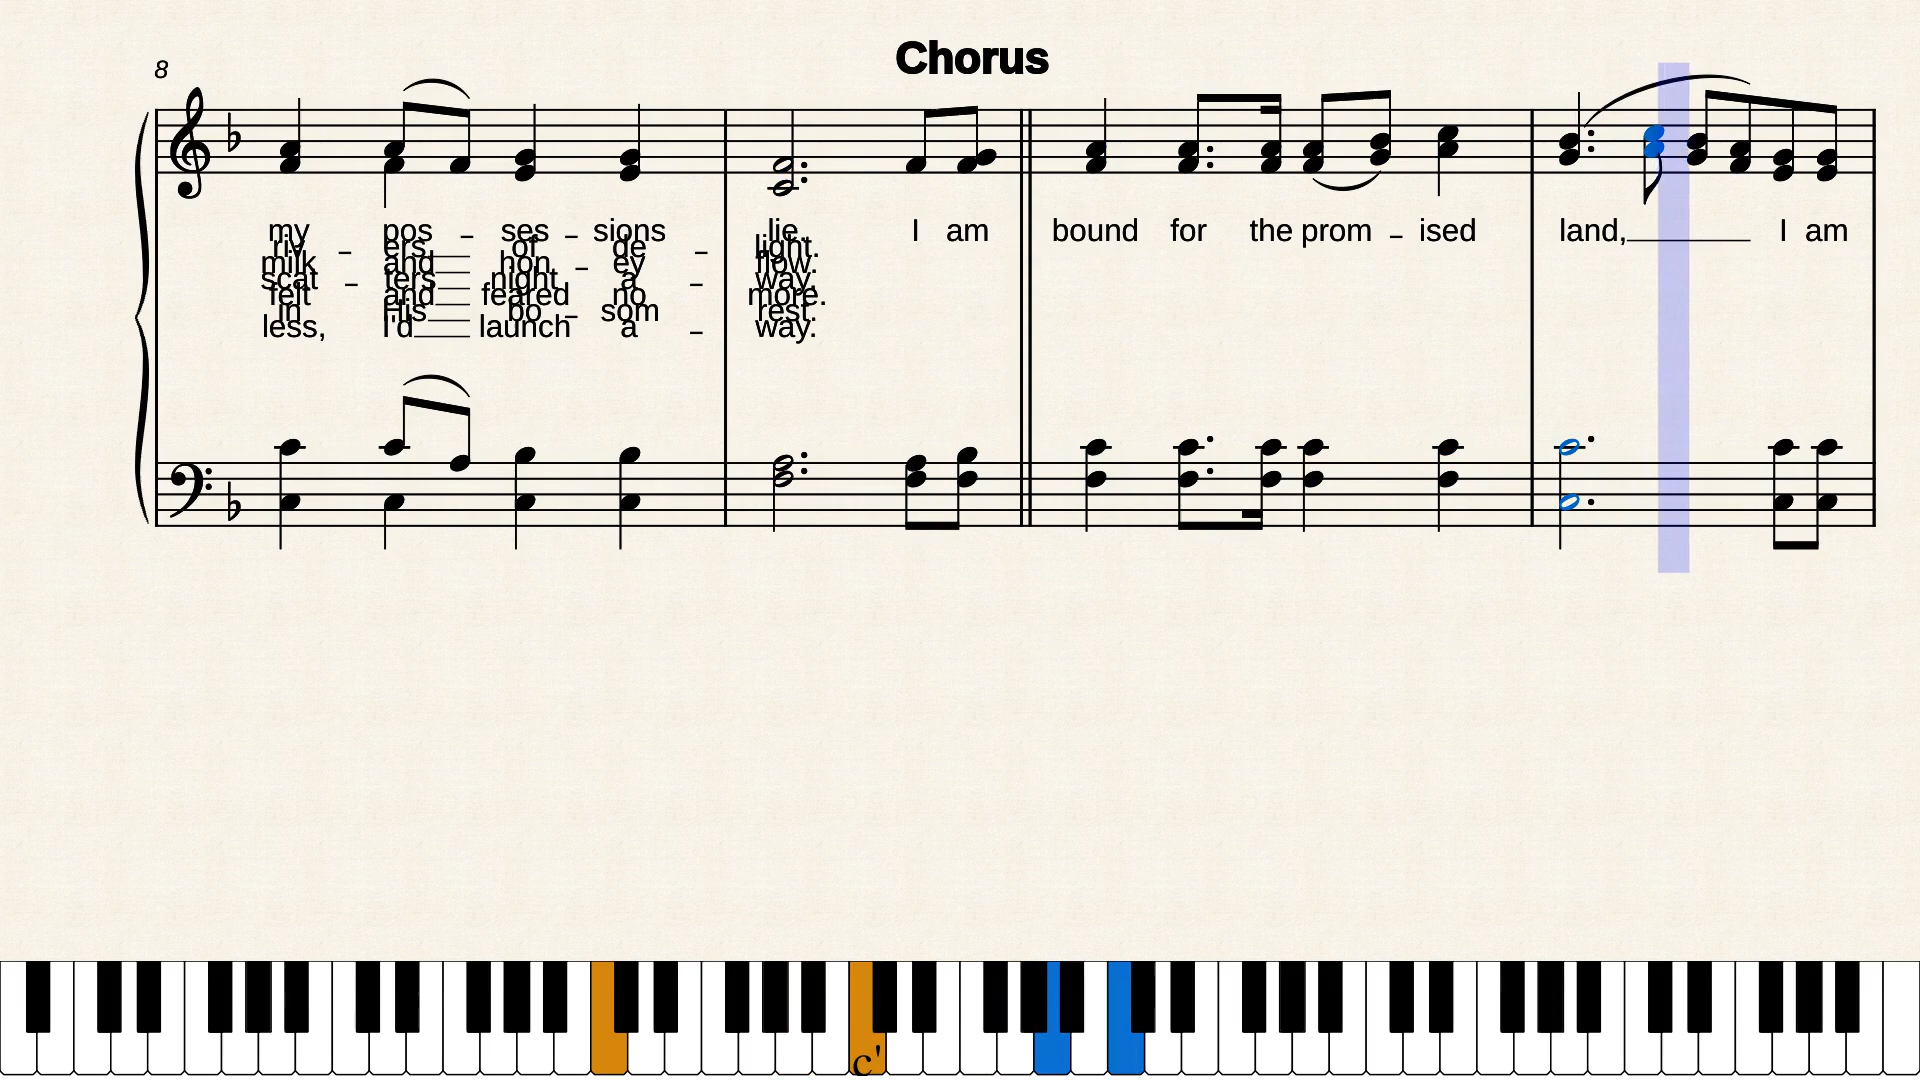 Chorus
8
my pos – ses – sions lie. I am bound for the prom – ised land, I am
riv – ers of de – light.
milk and hon – ey flow.
scat – ters night a – way.
felt and feared no more.
in His bo – som rest.
less, I'd launch a – way.
c'